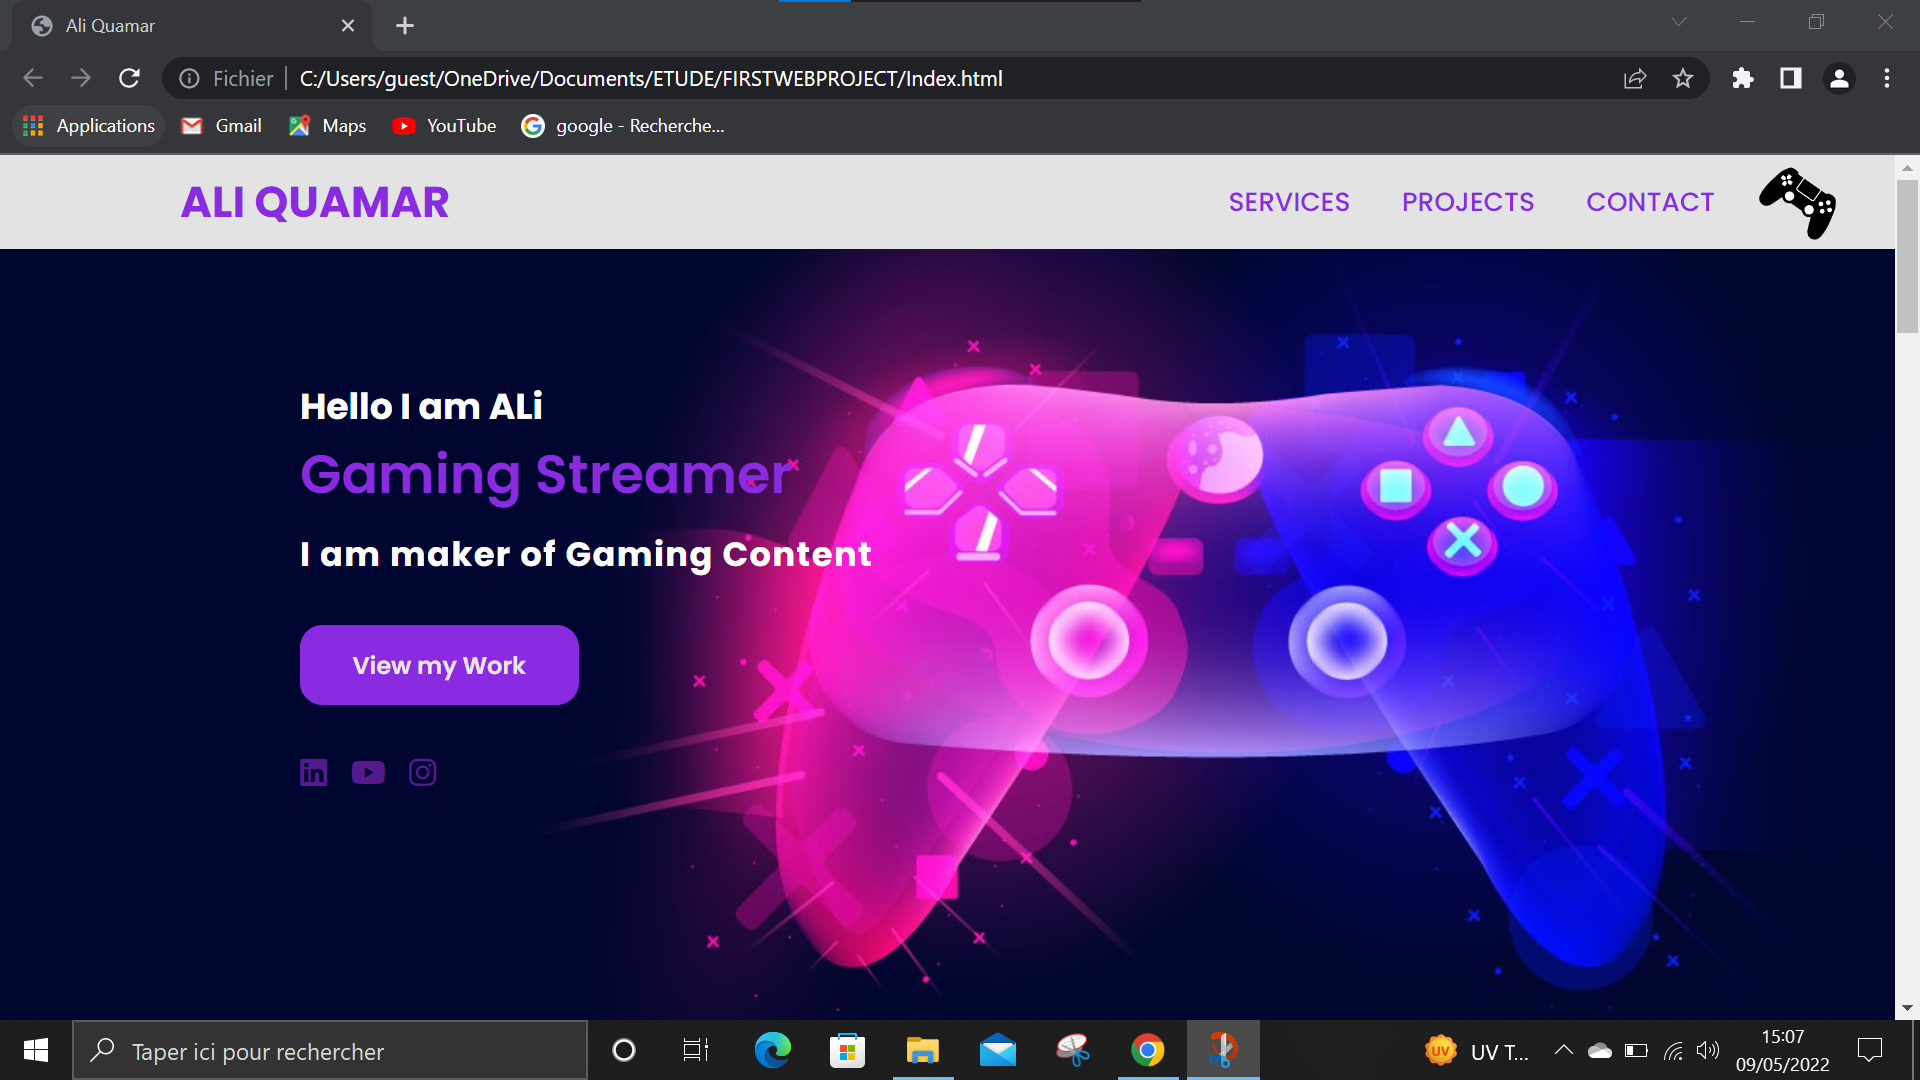 Ali Quamar
Fichier C:/Users/guest/OneDrive/Documents/ETUDE/FIRSTWEBPROJECT/Index.html
Applications Gmail Maps YouTube google - Recherche...
ALI QUAMAR SERVICES PROJECTS CONTACT
Hello I am ALi
Gaming Streamer
I am maker of Gaming Content
View my Work
Taper ici pour rechercher
UV UV T...
15:07
09/05/2022